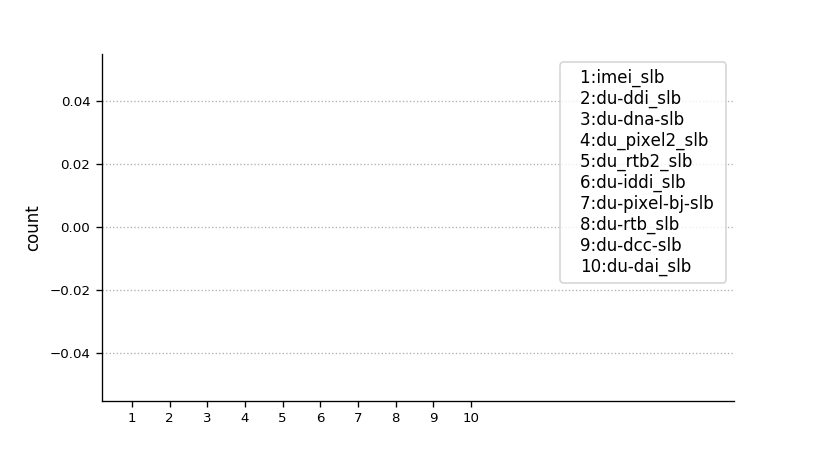 count
0.04
0.02
0.00
−0.02
−0.04
1 2 3 4 5 6 7 8 9 10
1:imei_slb
2:du-ddi_slb
3:du-dna-slb
4:du_pixel2_slb
5:du_rtb2_slb
6:du-iddi_slb
7:du-pixel-bj-slb
8:du-rtb_slb
9:du-dcc-slb
10:du-dai_slb